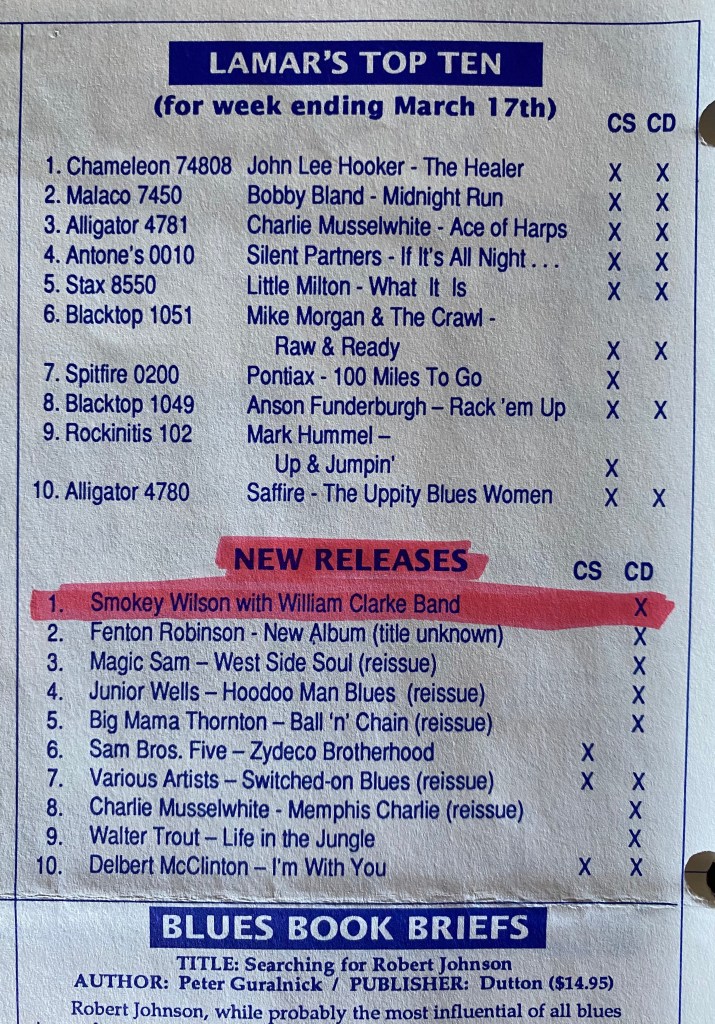 LAMAR'S TOP TEN
(for week ending March 17th)
CS CD
1. Chameleon 74808 John Lee Hooker - The Healer X X
2. Malaco 7450 Bobby Bland - Midnight Run X X
3. Alligator 4781 Charlie Musselwhite - Ace of Harps X X
4. Antone's 0010 Silent Partners - If It's All Night . . . X X
5. Stax 8550 Little Milton - What It Is X X
6. Blacktop 1051 Mike Morgan & The Crawl -
Raw & Ready X X
7. Spitfire 0200 Pontiax - 100 Miles To Go X
8. Blacktop 1049 Anson Funderburgh – Rack 'em Up X X
9. Rockinitis 102 Mark Hummel –
Up & Jumpin' X
10. Alligator 4780 Saffire - The Uppity Blues Women X X
NEW RELEASES
CS CD
1. Smokey Wilson with William Clarke Band X
2. Fenton Robinson - New Album (title unknown) X
3. Magic Sam – West Side Soul (reissue) X
4. Junior Wells – Hoodoo Man Blues (reissue) X
5. Big Mama Thornton – Ball 'n' Chain (reissue) X
6. Sam Bros. Five – Zydeco Brotherhood X
7. Various Artists – Switched-on Blues (reissue) X X
8. Charlie Musselwhite - Memphis Charlie (reissue) X
9. Walter Trout – Life in the Jungle X
10. Delbert McClinton – I'm With You X X
BLUES BOOK BRIEFS
TITLE: Searching for Robert Johnson
AUTHOR: Peter Guralnick / PUBLISHER: Dutton ($14.95)
Robert Johnson, while probably the most influential of all blues